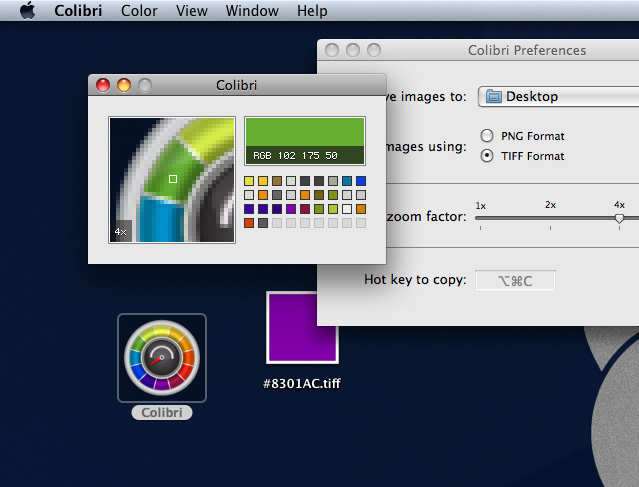 Colibri Color View Window Help
Colibri Preferences
Colibri
ve images to: Desktop
mages using: PNG Format
TIFF Format
RGB 102 175 50
4x
zoom factor: 1x 2x 4x
Hot key to copy: ⌥⌘C
#8301AC.tiff
Colibri